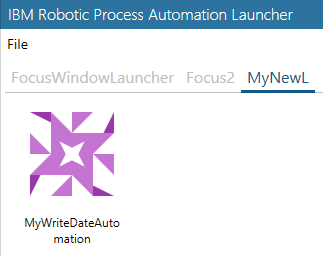 IBM Robotic Process Automation Launcher
File
FocusWindowLauncher Focus2 MyNewL
MyWriteDateAuto
mation